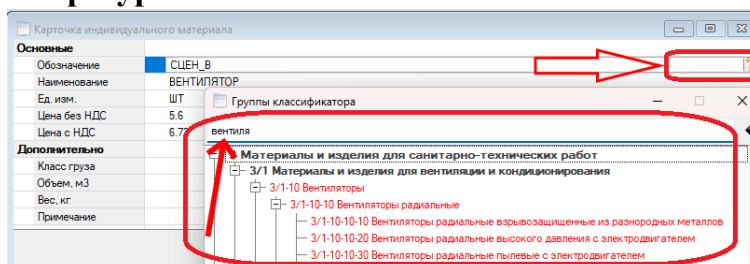 Карточка индивидуального материала
Основные
Обозначение СЦЕН_В
Наименование ВЕНТИЛЯТОР
Ед. изм. ШТ
Цена без НДС 5.6
Цена с НДС
Дополнительно
Класс груза
Объем, м3
Вес, кг
Примечание
Группы классификатора
вентиля
Материалы и изделия для санитарно-технических работ
3/1 Материалы и изделия для вентиляции и кондиционирования
3/1-10 Вентиляторы
3/1-10-10 Вентиляторы радиальные
3/1-10-10-10 Вентиляторы радиальные взрывозащищенные из разнородных металлов
3/1-10-10-20 Вентиляторы радиальные высокого давления с электродвигателем
3/1-10-10-30 Вентиляторы радиальные пылевые с электродвигателем